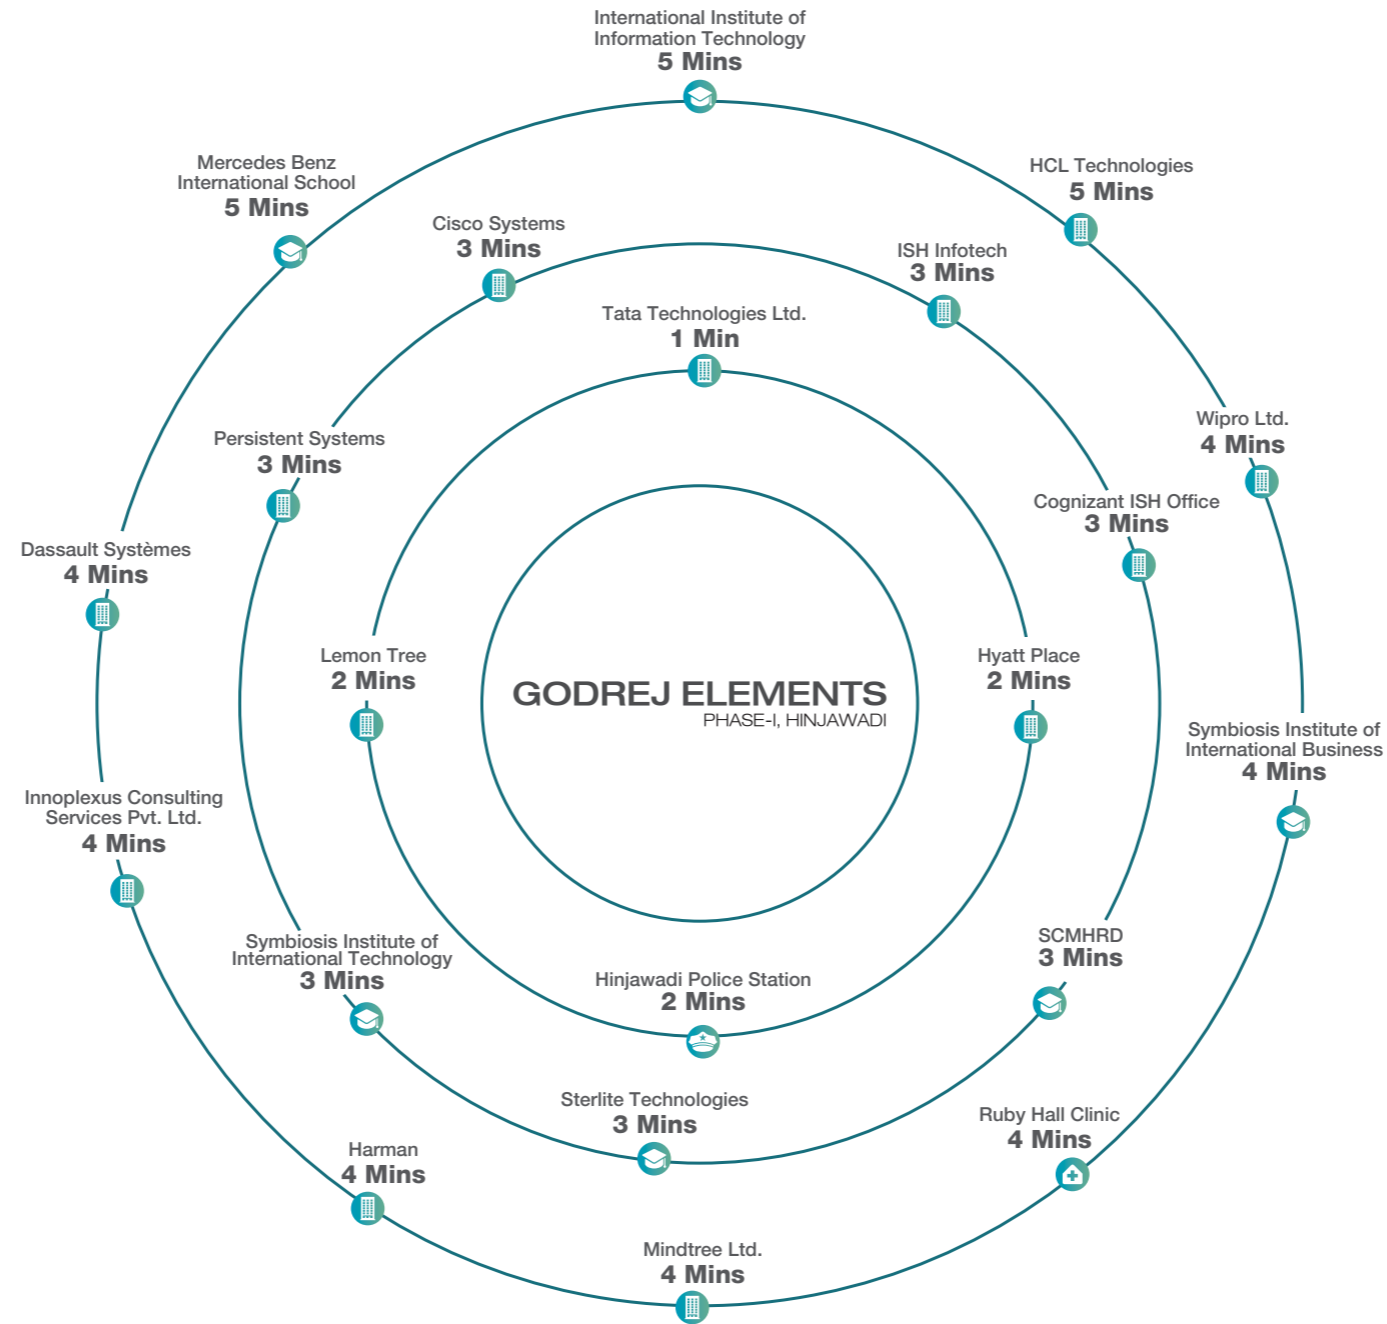 International Institute of
Information Technology
5 Mins
Mercedes Benz
International School
5 Mins
HCL Technologies
5 Mins
Cisco Systems
3 Mins
ISH Infotech
3 Mins
Tata Technologies Ltd.
1 Min
Wipro Ltd.
4 Mins
Persistent Systems
3 Mins
Cognizant ISH Office
3 Mins
Dassault Systèmes
4 Mins
Lemon Tree
2 Mins
Hyatt Place
2 Mins
GODREJ ELEMENTS
PHASE-I, HINJAWADI
Symbiosis Institute of
International Business
4 Mins
Innoplexus Consulting
Services Pvt. Ltd.
4 Mins
Symbiosis Institute of
International Technology
3 Mins
SCMHRD
3 Mins
Hinjawadi Police Station
2 Mins
Sterlite Technologies
3 Mins
Ruby Hall Clinic
4 Mins
Harman
4 Mins
Mindtree Ltd.
4 Mins